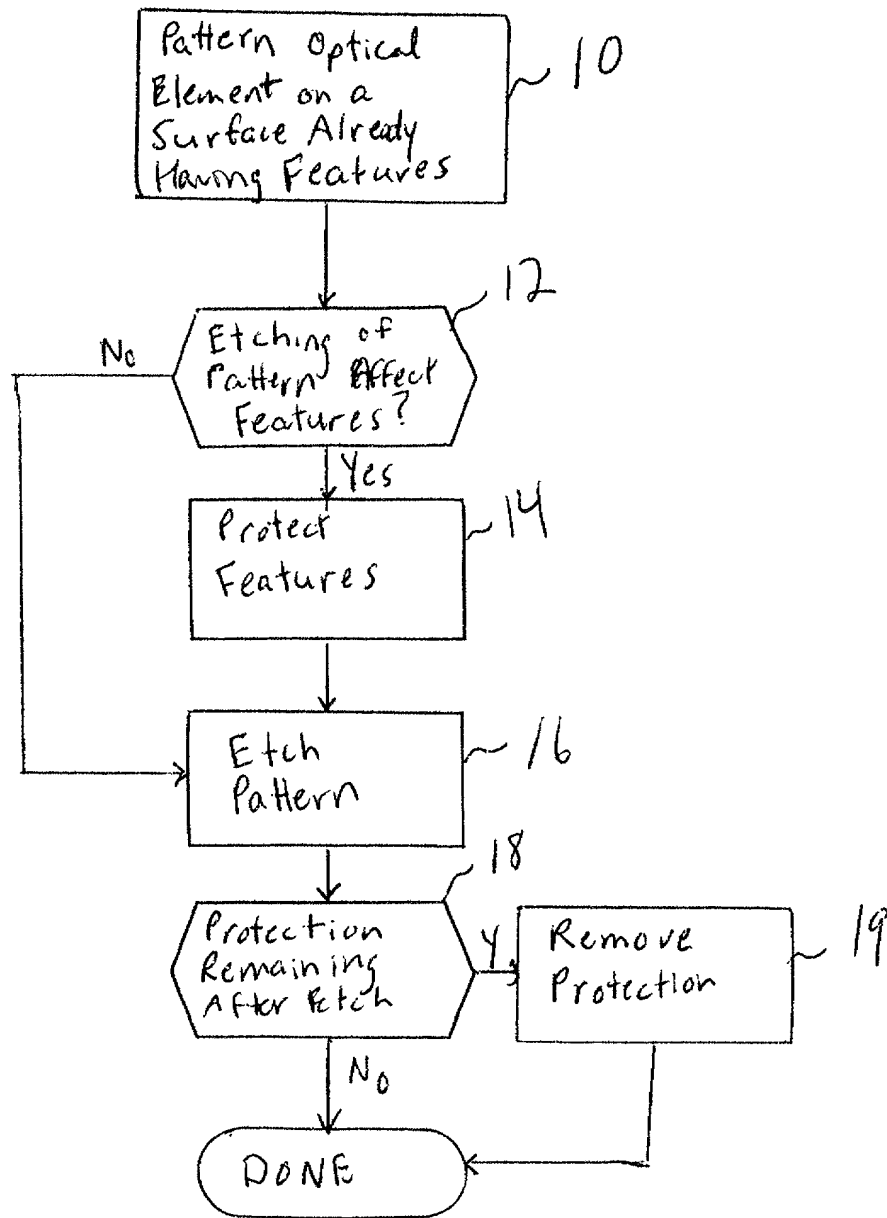 Pattern Optical
Element on a
Surface Already
Having Features
10
12
Etching of
Pattern Affect
Features?
No
Yes
Protect
Features
14
Etch
Pattern
16
18
Protection
Remaining
After Etch
Y
Remove
Protection
19
No
DONE